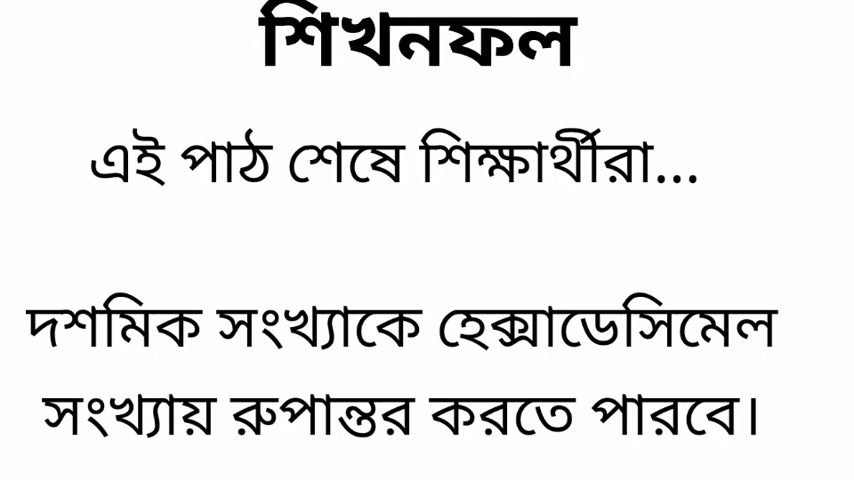 শিখনফল
এই পাঠ শেষে শিক্ষার্থীরা...
দশমিক সংখ্যাকে হেক্সাডেসিমেল
সংখ্যায় রুপান্তর করতে পারবে।